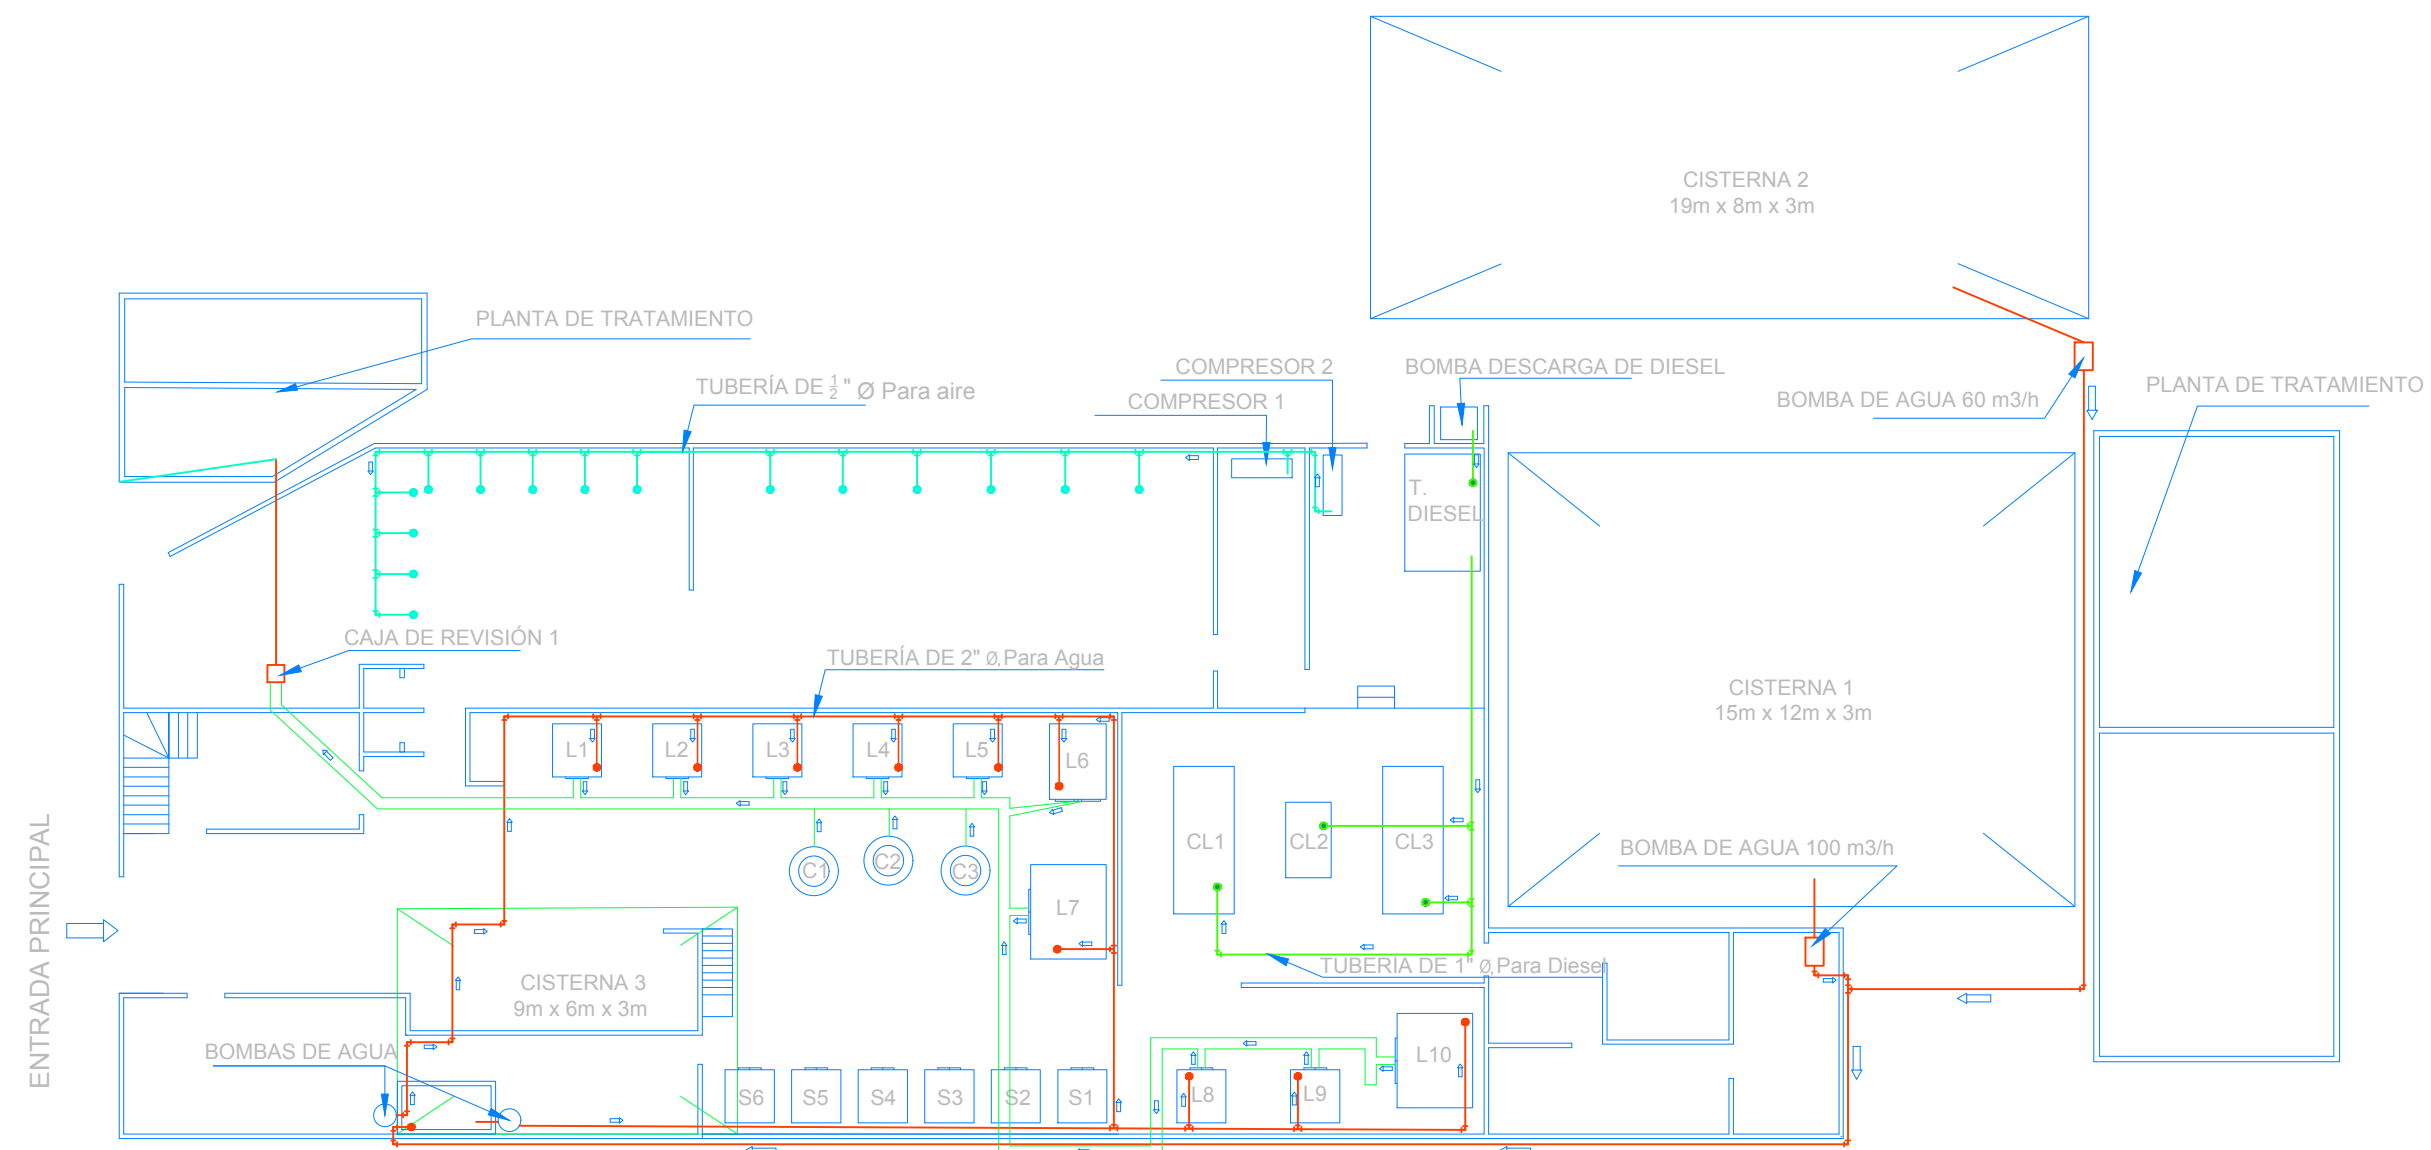 CISTERNA 2
19m x 8m x 3m
PLANTA DE TRATAMIENTO
COMPRESOR 2
BOMBA DESCARGA DE DIESEL
TUBERÍA DE 1/2" Ø Para aire
COMPRESOR 1
BOMBA DE AGUA 60 m3/h
PLANTA DE TRATAMIENTO
T.
DIESEL
CAJA DE REVISIÓN 1
TUBERÍA DE 2" Ø,Para Agua
CISTERNA 1
15m x 12m x 3m
L1
L2
L3
L4
L5
L6
CL1
CL2
CL3
BOMBA DE AGUA 100 m3/h
C1
C2
C3
L7
ENTRADA PRINCIPAL
TUBERÍA DE 1" Ø,Para Diesel
CISTERNA 3
9m x 6m x 3m
BOMBAS DE AGUA
L10
S6
S5
S4
S3
S2
S1
L8
L9